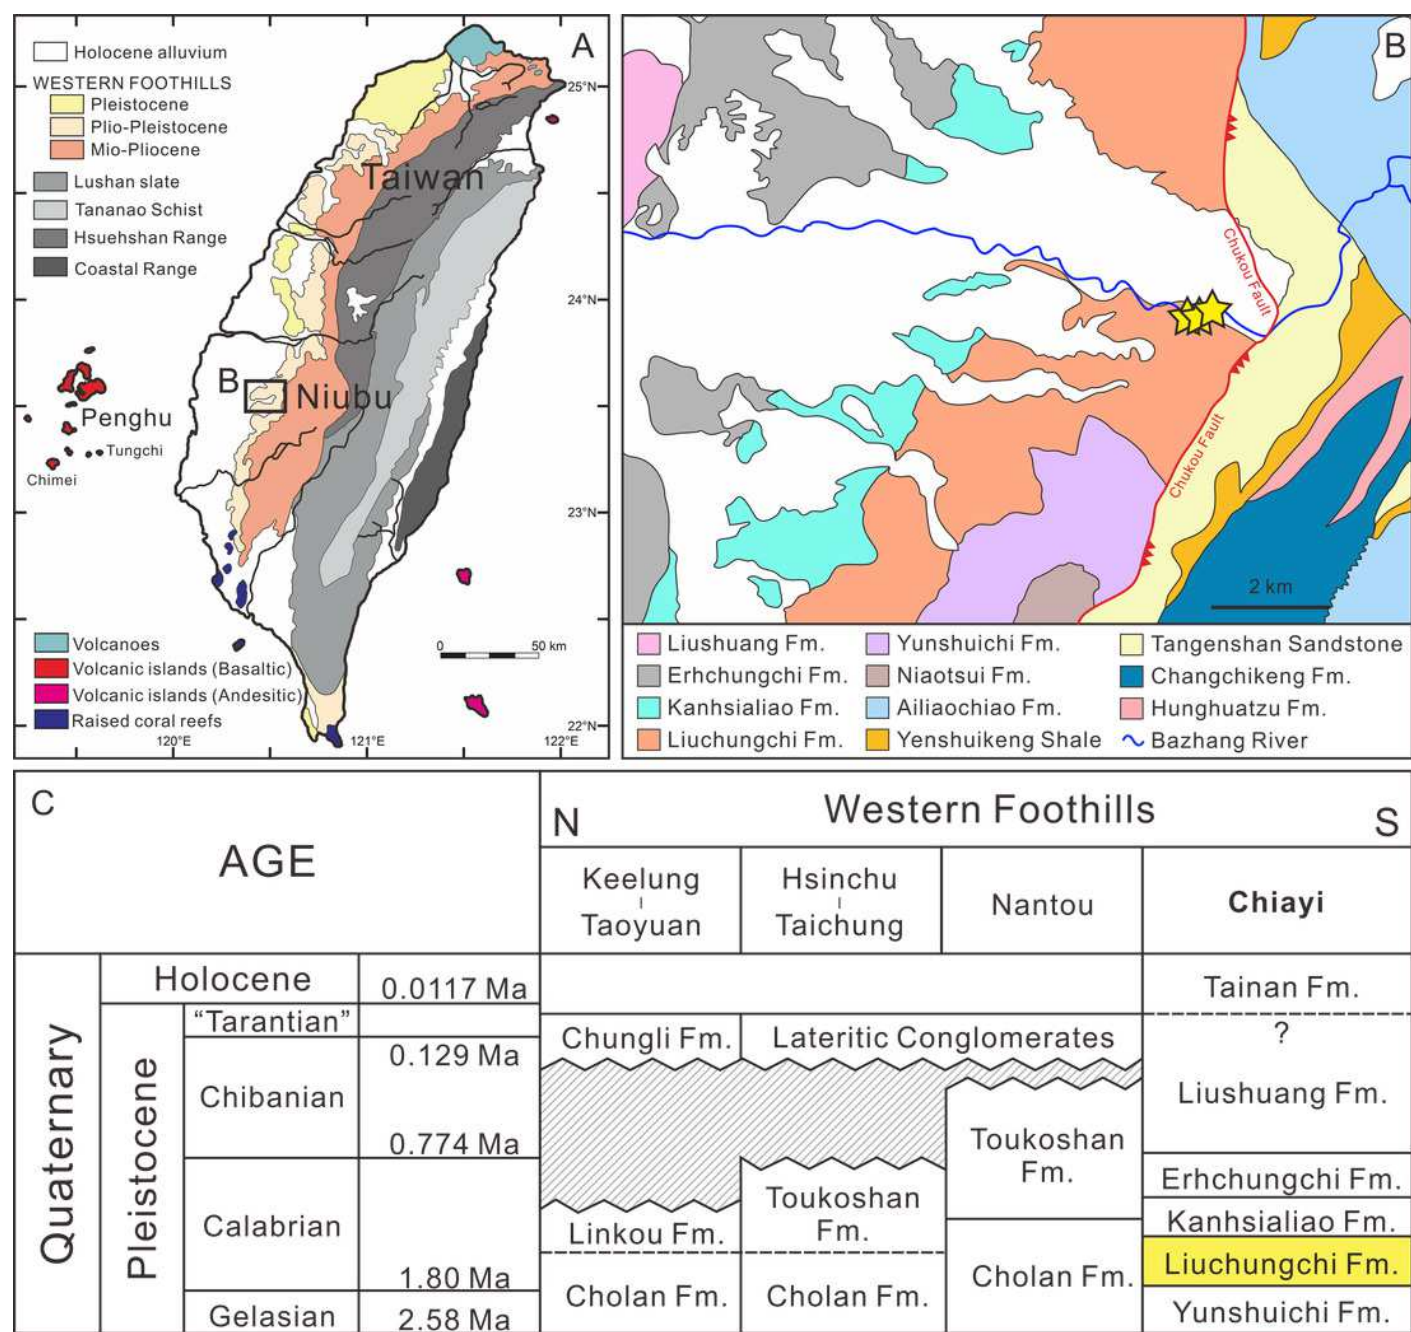 A
Holocene alluvium
WESTERN FOOTHILLS
Pleistocene
Plio-Pleistocene
Mio-Pliocene
Lushan slate
Tananao Schist
Hsuehshan Range
Coastal Range
Taiwan
25°N
24°N
23°N
22°N
B
Niubu
Penghu
Tungchi
Chimei
Volcanoes
Volcanic islands (Basaltic)
Volcanic islands (Andesitic)
Raised coral reefs
0
50 km
120°E
121°E
122°E
B
Chukou Fault
Chukou Fault
2 km
Liushuang Fm.
Erhchungchi Fm.
Kanhsialiao Fm.
Liuchungchi Fm.
Yunshuichi Fm.
Niaotsui Fm.
Ailiaochiao Fm.
Yenshuikeng Shale
Tangenshan Sandstone
Changchikeng Fm.
Hunghuatzu Fm.
Bazhang River
C
AGE
N
Western Foothills
S
Keelung
-
Taoyuan
Hsinchu
-
Taichung
Nantou
Chiayi
Quaternary
Holocene
0.0117 Ma
Pleistocene
“Tarantian”
0.129 Ma
Chibanian
0.774 Ma
Calabrian
1.80 Ma
Gelasian
2.58 Ma
Chungli Fm.
Linkou Fm.
Cholan Fm.
Lateritic Conglomerates
Toukoshan
Fm.
Cholan Fm.
Toukoshan
Fm.
Cholan Fm.
Tainan Fm.
?
Liushuang Fm.
Erhchungchi Fm.
Kanhsialiao Fm.
Liuchungchi Fm.
Yunshuichi Fm.